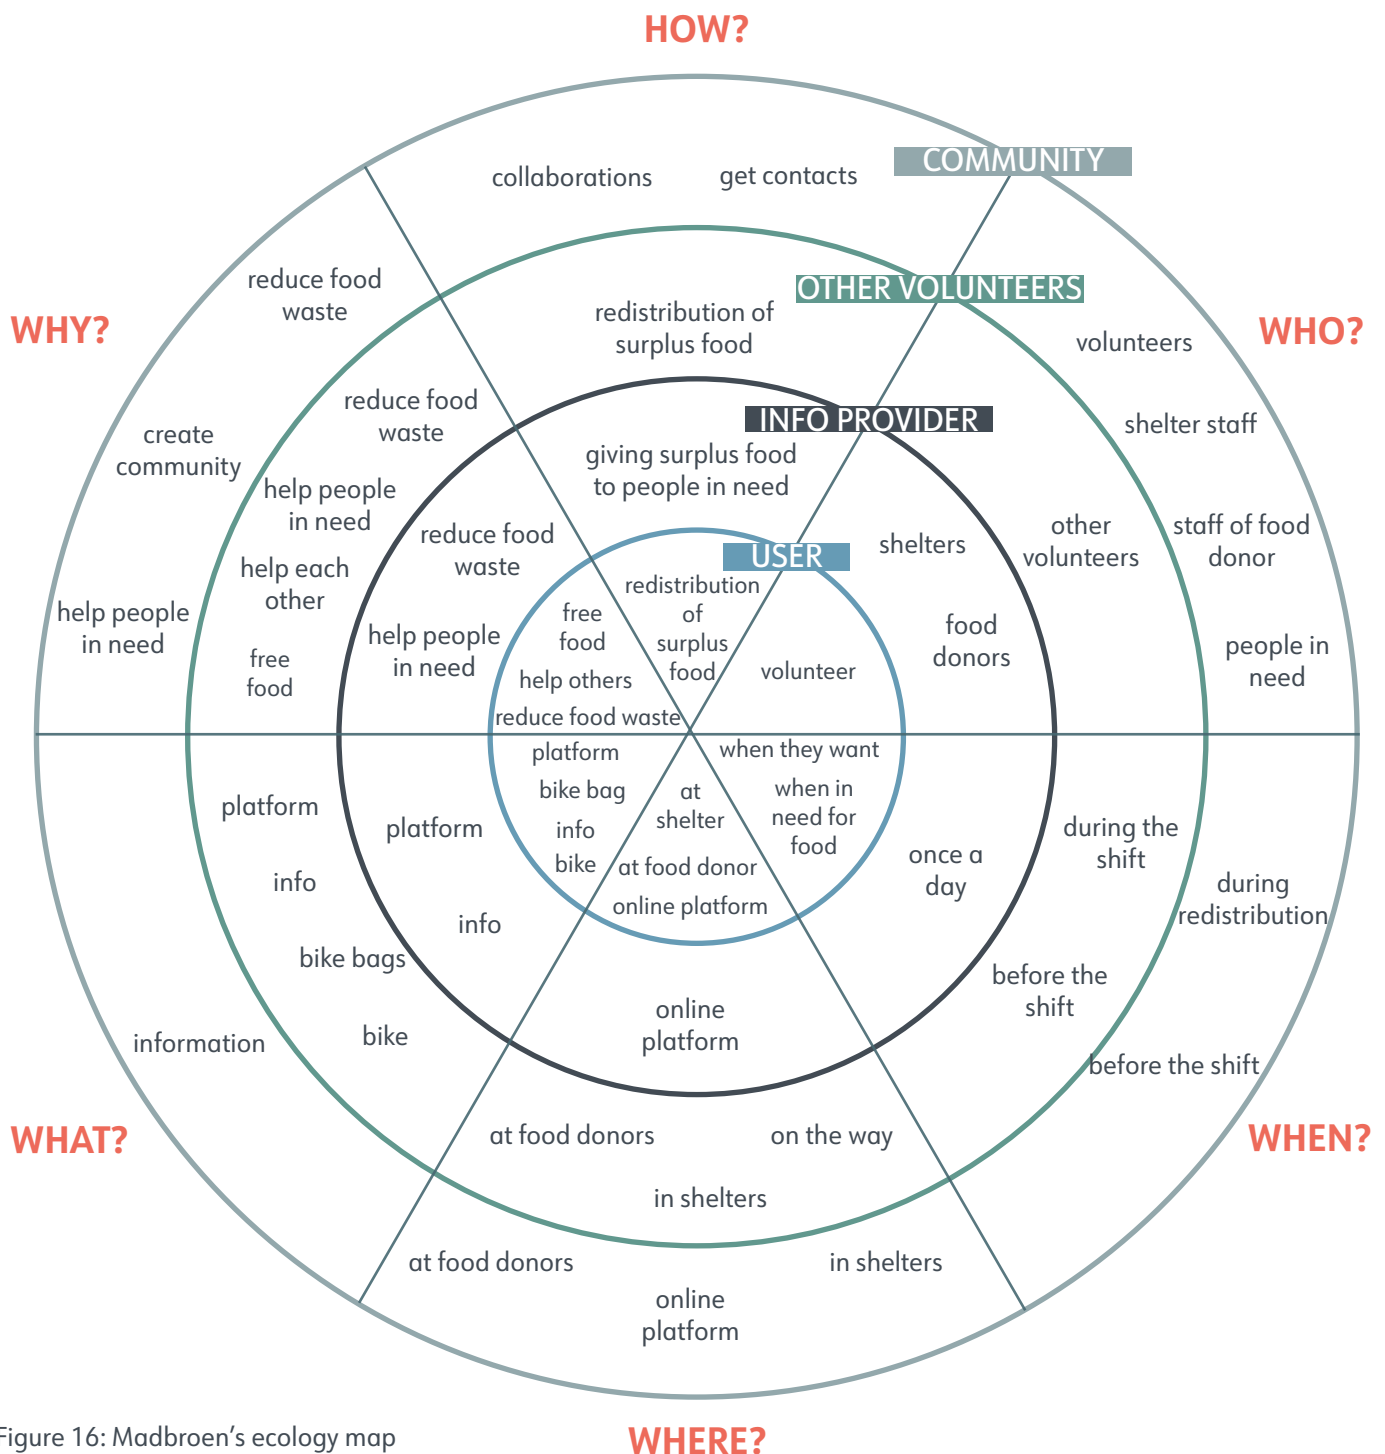 HOW?
COMMUNITY
collaborations
get contacts
OTHER VOLUNTEERS
redistribution of
surplus food
INFO PROVIDER
giving surplus food
to people in need
USER
redistribution
of
surplus
food
WHO?
volunteers
shelter staff
staff of food
donor
people in
need
other
volunteers
shelters
food
donors
volunteer
WHEN?
when they want
when in
need for
food
once a
day
during the
shift
before the
shift
during
redistribution
before the shift
WHERE?
at
shelter
at food donor
online platform
online
platform
at food donors
on the way
in shelters
at food donors
in shelters
online
platform
WHAT?
platform
bike bag
info
bike
platform
info
platform
info
bike bags
bike
information
WHY?
reduce food
waste
create
community
help people
in need
reduce food
waste
help people
in need
help each
other
free
food
reduce food
waste
help people
in need
free
food
help others
reduce food waste
Figure 16: Madbroen's ecology map